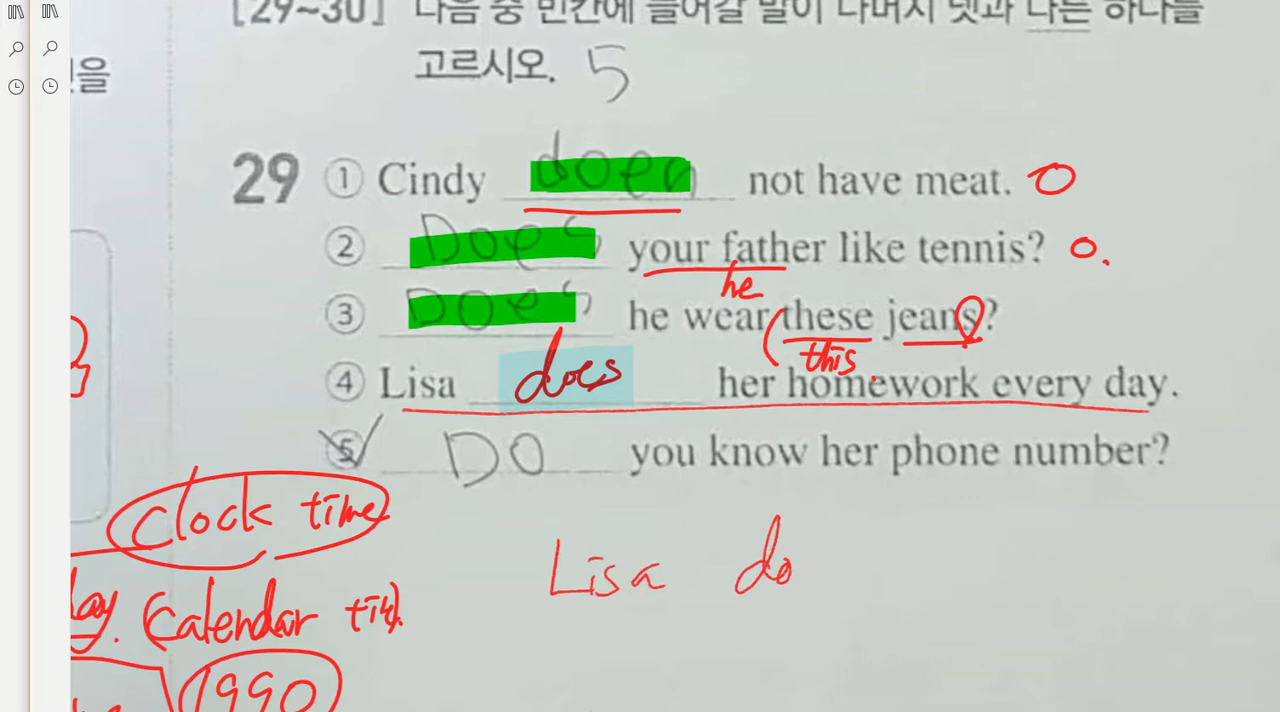 [29~30] 다음 중 빈칸에 들어갈 말이 나머지 넷과 다른 하나를
고르시오. 5
을
29 ① Cindy doen not have meat. O
② Does your father like tennis? O.
he
③ Does he wear (these jeans?
this
④ Lisa does her homework every day.
⑤ DO you know her phone number?
clock time
Lisa do
ay. (Calendar
1990